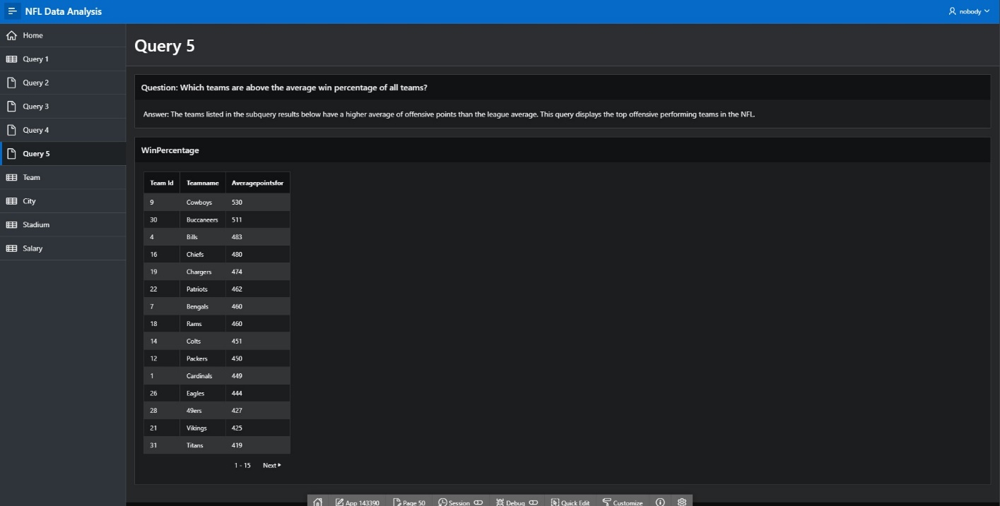 NFL Data Analysis
nobody
Home
Query 1
Query 2
Query 3
Query 4
Query 5
Team
City
Stadium
Salary
Query 5
Question: Which teams are above the average win percentage of all teams?
Answer: The teams listed in the subquery results below have a higher average of offensive points than the league average. This query displays the top offensive performing teams in the NFL.
WinPercentage
Team Id Teamname Averagepointsfor
9 Cowboys 530
30 Buccaneers 511
4 Bills 483
16 Chiefs 480
19 Chargers 474
22 Patriots 462
7 Bengals 460
18 Rams 460
14 Colts 451
12 Packers 450
1 Cardinals 449
26 Eagles 444
28 49ers 427
21 Vikings 425
31 Titans 419
1 - 15 Next
App 143390 Page 50 Session Debug Quick Edit Customize